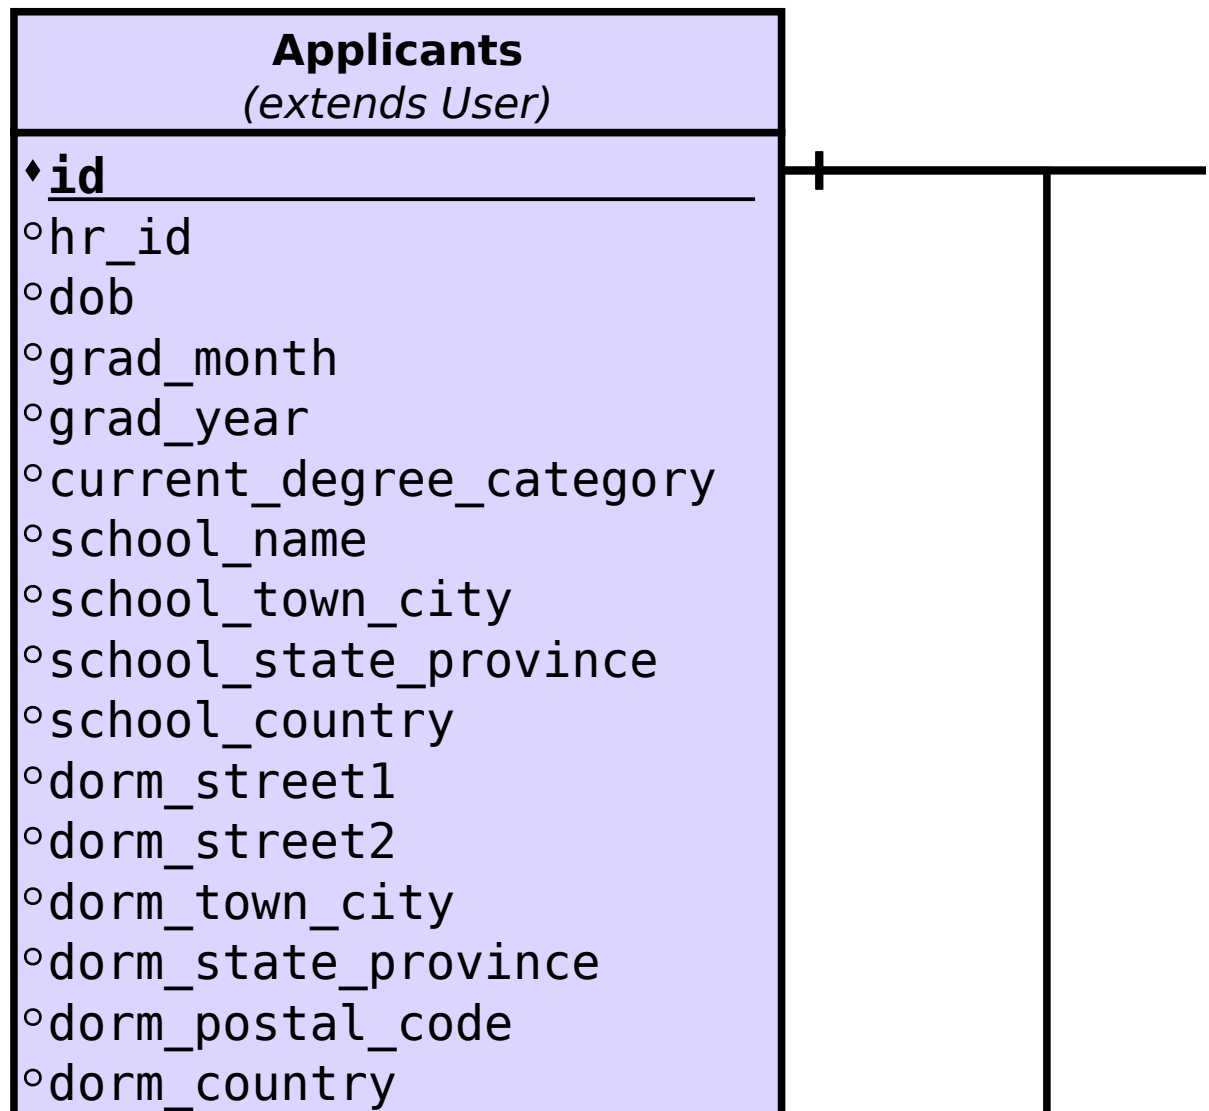 Applicants
(extends User)
id
hr_id
dob
grad_month
grad_year
current_degree_category
school_name
school_town_city
school_state_province
school_country
dorm_street1
dorm_street2
dorm_town_city
dorm_state_province
dorm_postal_code
dorm_country